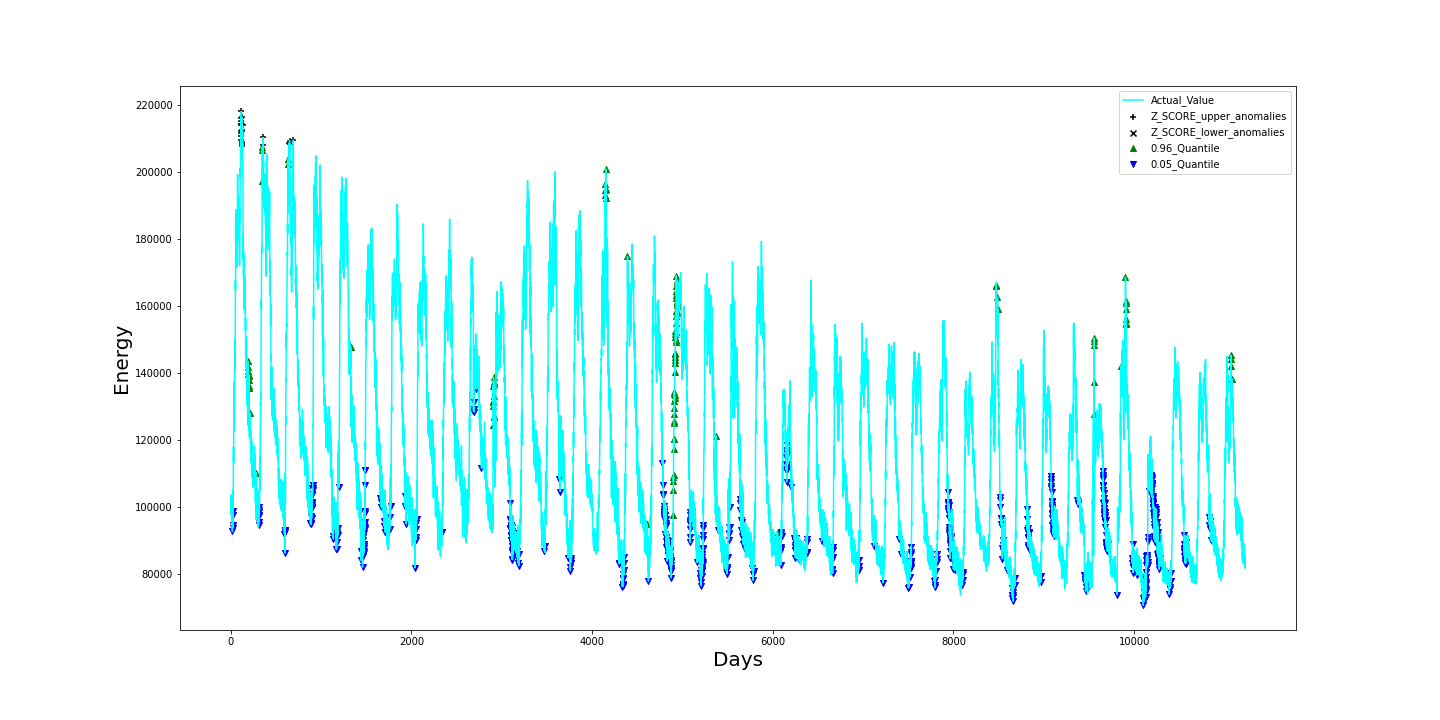 220000
200000
180000
160000
140000
120000
100000
80000
Energy
0
2000
4000
6000
8000
10000
Days
Actual_Value
Z_SCORE_upper_anomalies
Z_SCORE_lower_anomalies
0.96_Quantile
0.05_Quantile